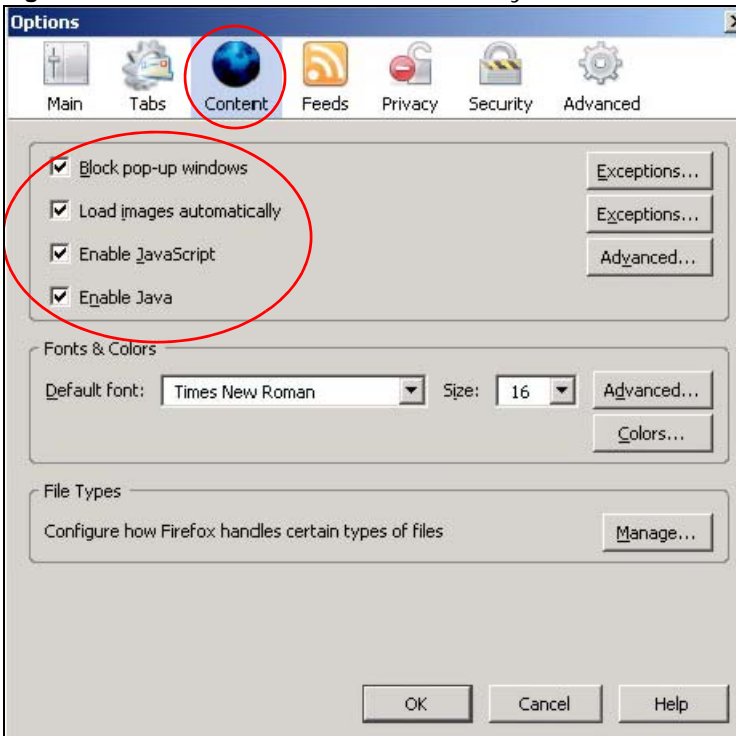 Options
Main Tabs Content Feeds Privacy Security Advanced
Block pop-up windows Exceptions...
Load images automatically Exceptions...
Enable JavaScript Advanced...
Enable Java
Fonts & Colors
Default font: Times New Roman Size: 16 Advanced...
Colors...
File Types
Configure how Firefox handles certain types of files Manage...
OK Cancel Help